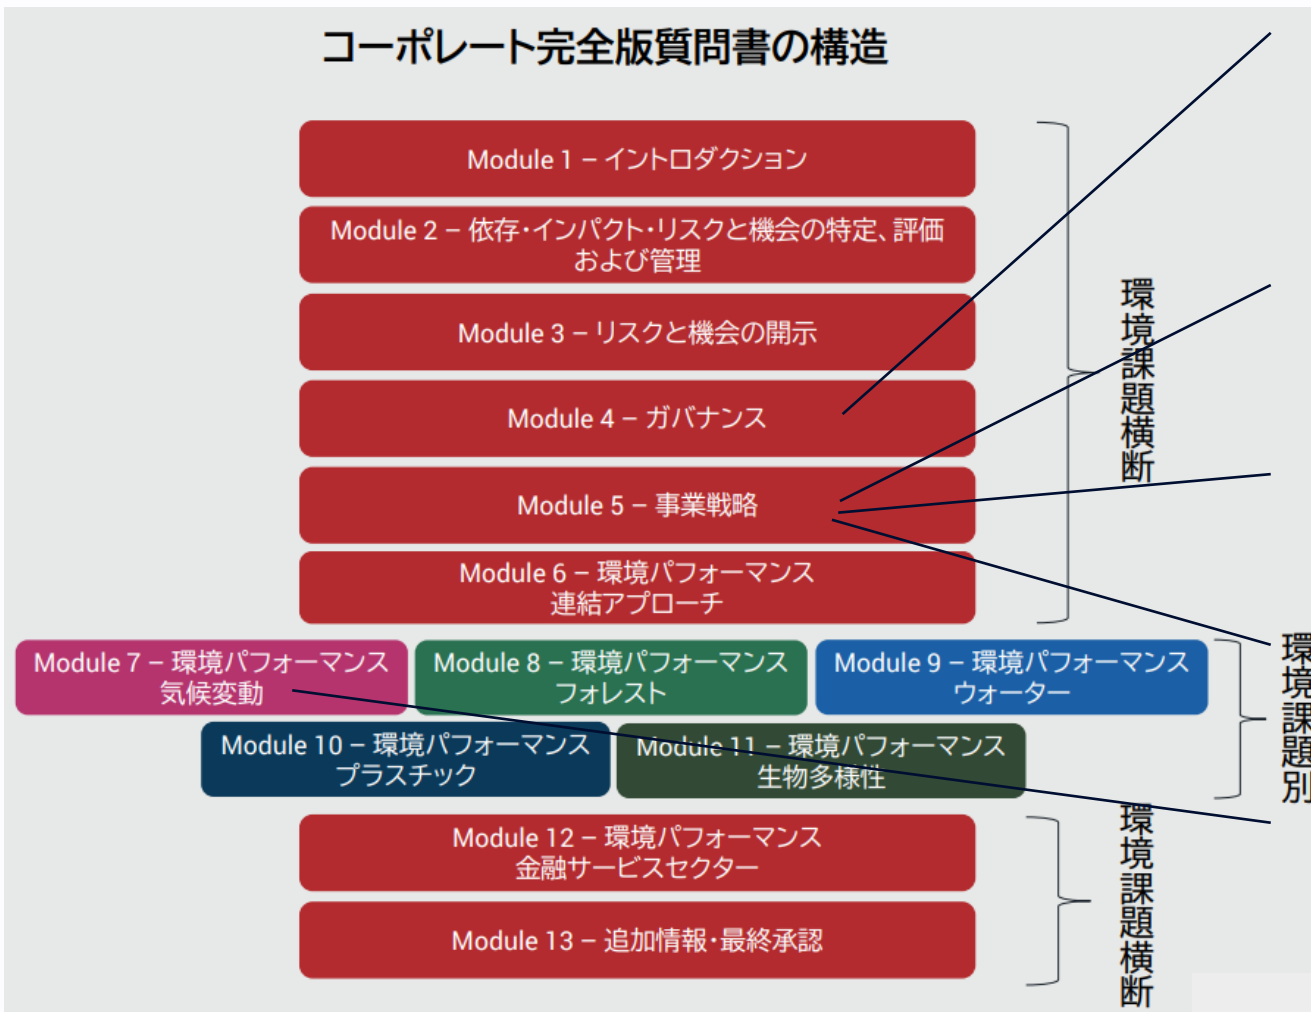 コーポレート完全版質問書の構造
Module 1 – イントロダクション
Module 2 – 依存・インパクト・リスクと機会の特定、評価
および管理
Module 3 – リスクと機会の開示
Module 4 – ガバナンス
Module 5 – 事業戦略
Module 6 – 環境パフォーマンス
連結アプローチ
環境課題横断
Module 7 – 環境パフォーマンス
気候変動
Module 8 – 環境パフォーマンス
フォレスト
Module 9 – 環境パフォーマンス
ウォーター
Module 10 – 環境パフォーマンス
プラスチック
Module 11 – 環境パフォーマンス
生物多様性
環境課題別
Module 12 – 環境パフォーマンス
金融サービスセクター
Module 13 – 追加情報・最終承認
環境課題横断